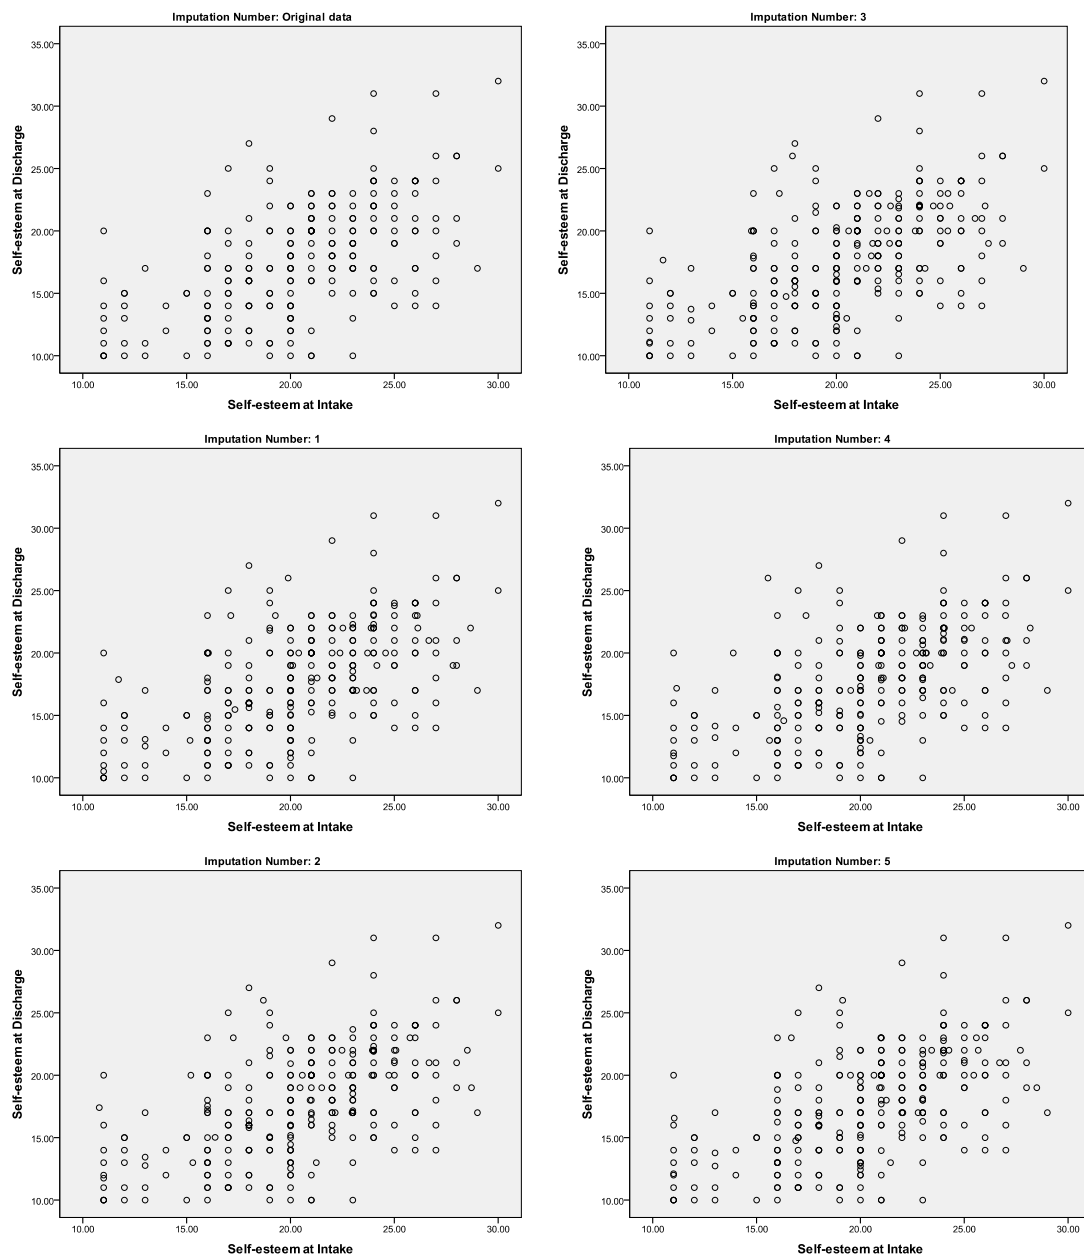 Imputation Number: Original data
35.00
30.00
25.00
20.00
15.00
10.00
Self-esteem at Discharge
10.00 15.00 20.00 25.00 30.00
Self-esteem at Intake
Imputation Number: 3
35.00
30.00
25.00
20.00
15.00
10.00
Self-esteem at Discharge
10.00 15.00 20.00 25.00 30.00
Self-esteem at Intake
Imputation Number: 1
35.00
30.00
25.00
20.00
15.00
10.00
Self-esteem at Discharge
10.00 15.00 20.00 25.00 30.00
Self-esteem at Intake
Imputation Number: 4
35.00
30.00
25.00
20.00
15.00
10.00
Self-esteem at Discharge
10.00 15.00 20.00 25.00 30.00
Self-esteem at Intake
Imputation Number: 2
35.00
30.00
25.00
20.00
15.00
10.00
Self-esteem at Discharge
10.00 15.00 20.00 25.00 30.00
Self-esteem at Intake
Imputation Number: 5
35.00
30.00
25.00
20.00
15.00
10.00
Self-esteem at Discharge
10.00 15.00 20.00 25.00 30.00
Self-esteem at Intake